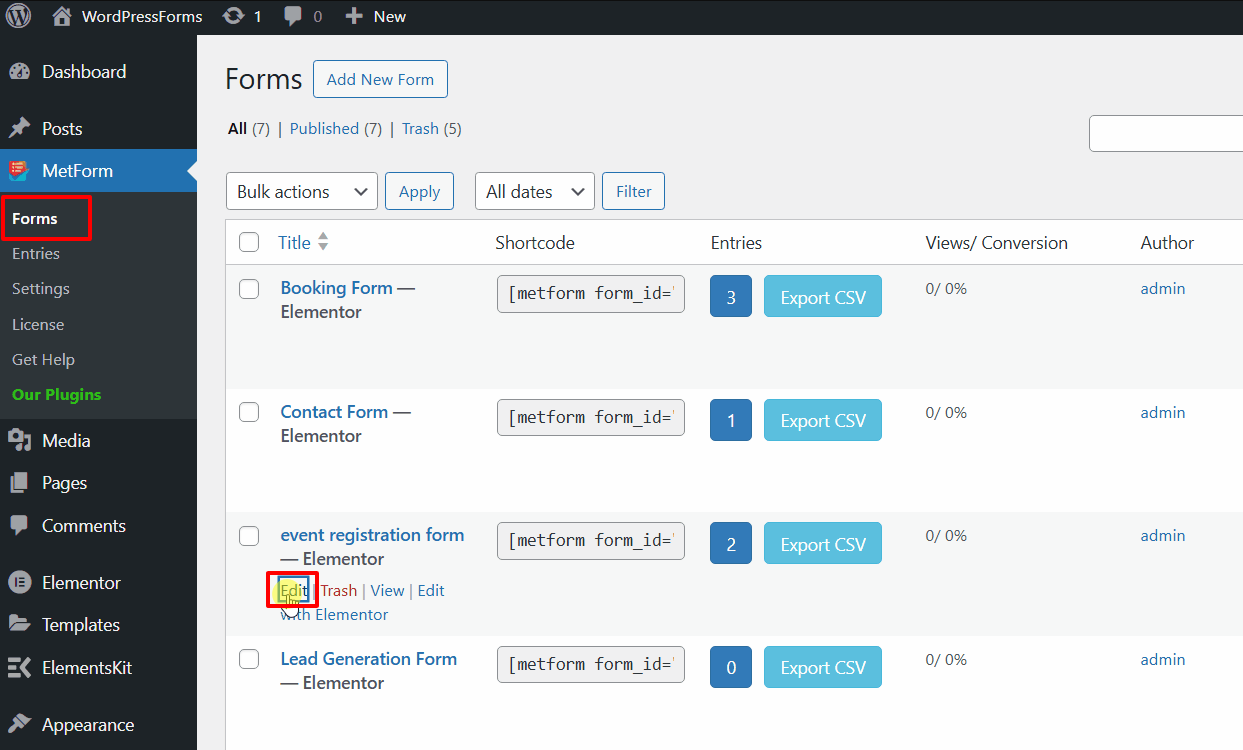 WordPressForms 1 0 New
Dashboard
Posts
MetForm
Forms
Entries
Settings
License
Get Help
Our Plugins
Media
Pages
Comments
Elementor
Templates
ElementsKit
Appearance
Forms Add New Form
All (7) | Published (7) | Trash (5)
Bulk actions Apply All dates Filter
Title Shortcode Entries Views/ Conversion Author
Booking Form — [metform form_id=" 3 Export CSV 0/ 0% admin
Elementor
Contact Form — [metform form_id=" 1 Export CSV 0/ 0% admin
Elementor
event registration form [metform form_id=" 2 Export CSV 0/ 0% admin
— Elementor
Edit | Trash | View | Edit
with Elementor
Lead Generation Form [metform form_id=" 0 Export CSV 0/ 0% admin
— Elementor